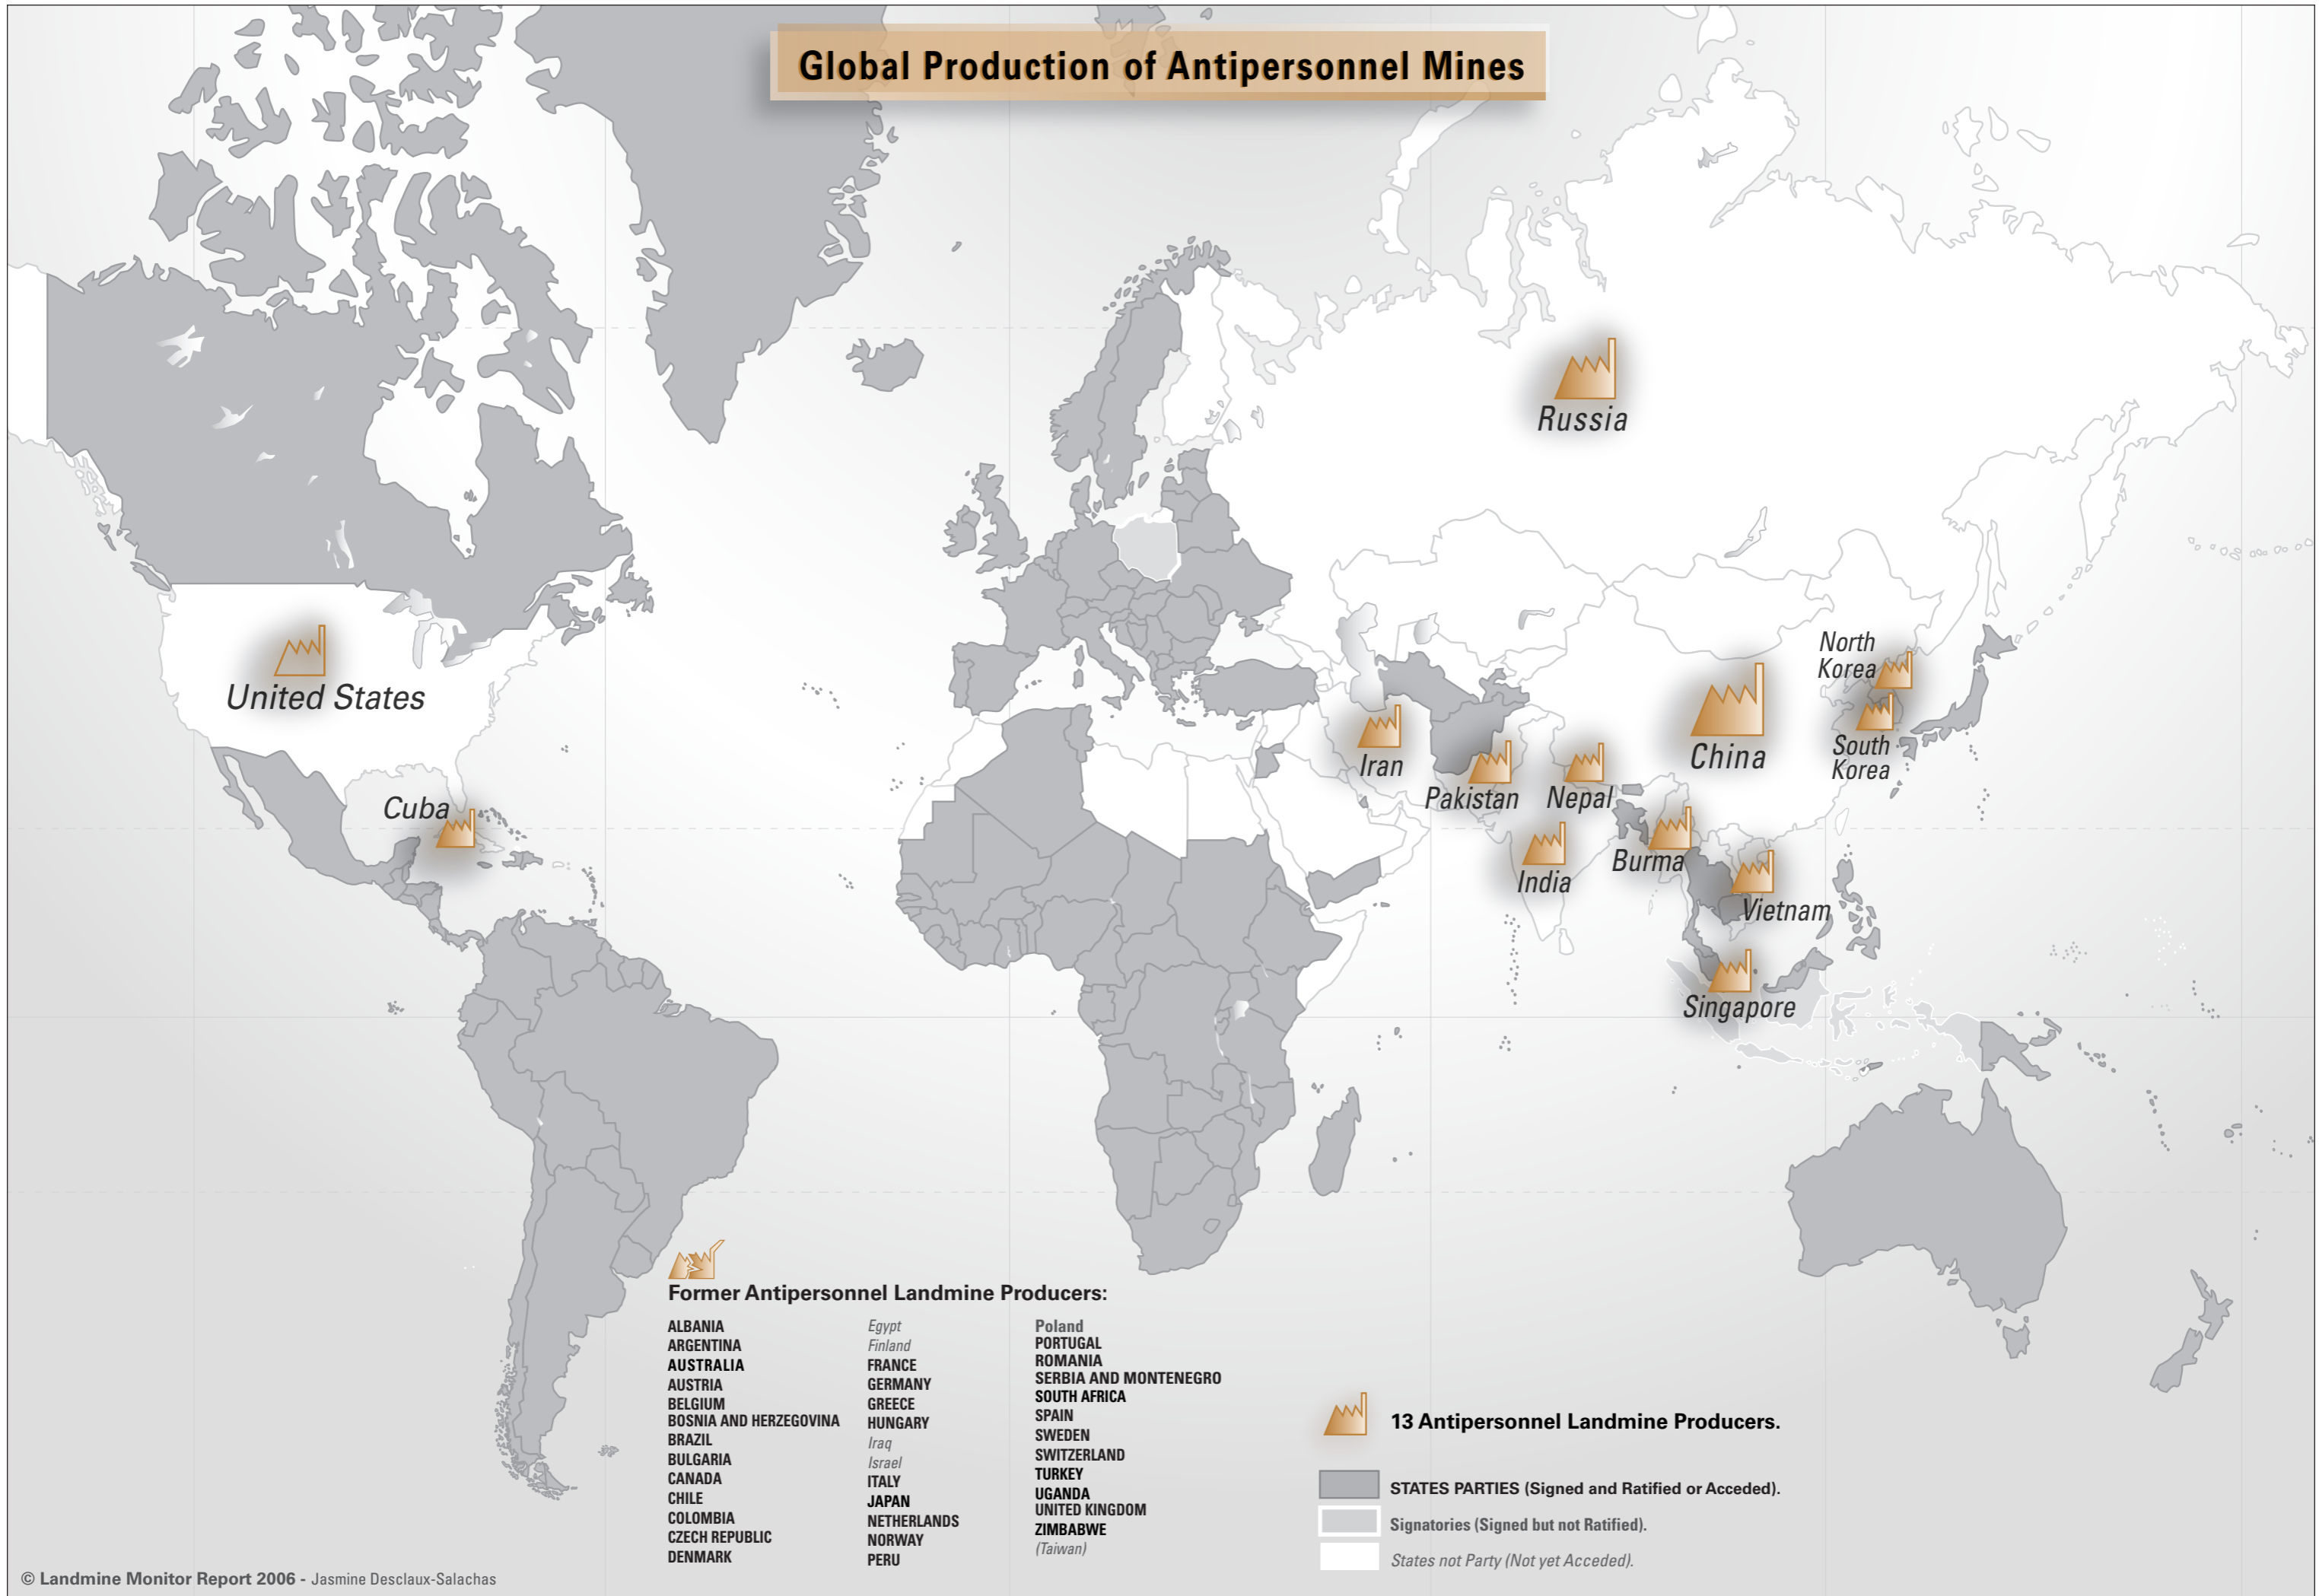 Global Production of Antipersonnel Mines
Russia
United States
Cuba
North
Korea
China
South
Korea
Iran
Pakistan
Nepal
India
Burma
Vietnam
Singapore
Former Antipersonnel Landmine Producers:
ALBANIA
ARGENTINA
AUSTRALIA
AUSTRIA
BELGIUM
BOSNIA AND HERZEGOVINA
BRAZIL
BULGARIA
CANADA
CHILE
COLOMBIA
CZECH REPUBLIC
DENMARK
Egypt
Finland
FRANCE
GERMANY
GREECE
HUNGARY
Iraq
Israel
ITALY
JAPAN
NETHERLANDS
NORWAY
PERU
Poland
PORTUGAL
ROMANIA
SERBIA AND MONTENEGRO
SOUTH AFRICA
SPAIN
SWEDEN
SWITZERLAND
TURKEY
UGANDA
UNITED KINGDOM
ZIMBABWE
(Taiwan)
13 Antipersonnel Landmine Producers.
STATES PARTIES (Signed and Ratified or Acceded).
Signatories (Signed but not Ratified).
States not Party (Not yet Acceded).
© Landmine Monitor Report 2006 - Jasmine Desclaux-Salachas